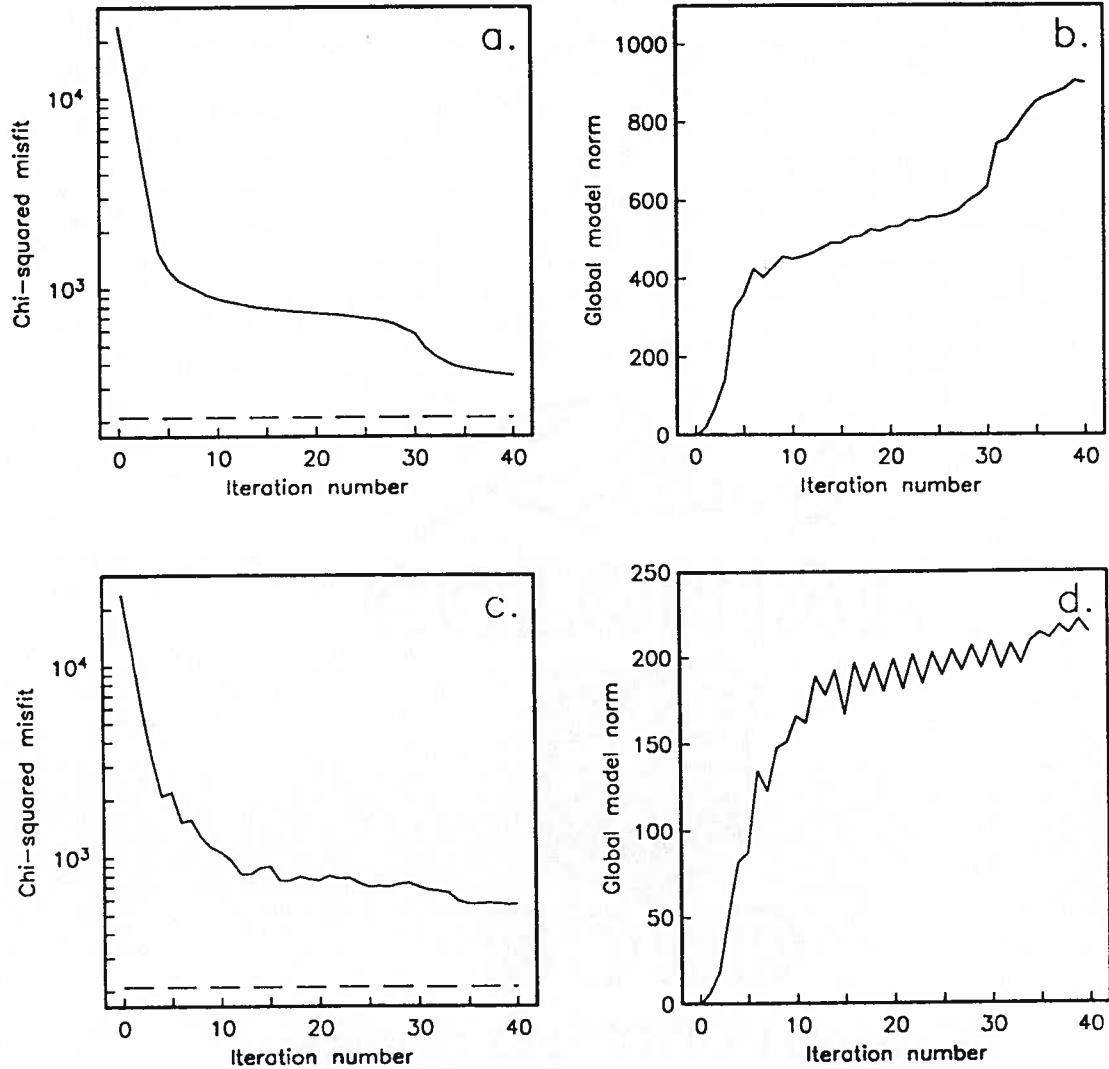 a.
Chi-squared misfit
10⁴
10³
0 10 20 30 40
Iteration number
b.
Global model norm
1000
800
600
400
200
0
0 10 20 30 40
Iteration number
c.
Chi-squared misfit
10⁴
10³
0 10 20 30 40
Iteration number
d.
Global model norm
250
200
150
100
50
0
0 10 20 30 40
Iteration number